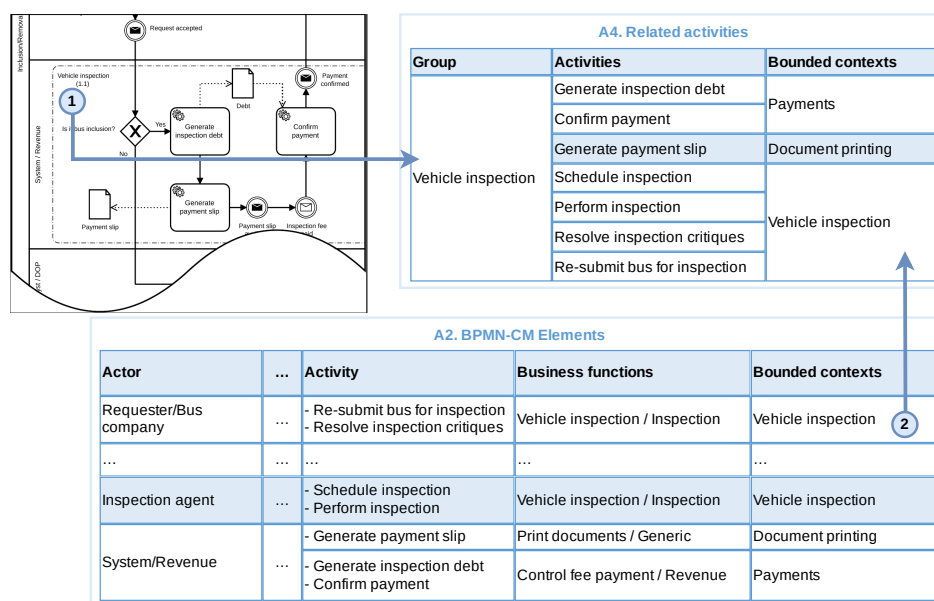 Inclusion/Remova
Request accepted
System / Revenue
Vehicle inspection
(1.1)
1
bus inclusion?
Yes
No
Generate
inspection debt
Debt
Payment
confirmed
Confirm
payment
Payment slip
Generate
payment slip
Payment slip
Inspection fee
/ DOP
A4. Related activities
Group Activities Bounded contexts
Vehicle inspection
Generate inspection debt
Confirm payment
Payments
Generate payment slip Document printing
Schedule inspection
Perform inspection
Resolve inspection critiques
Re-submit bus for inspection
Vehicle inspection
A2. BPMN-CM Elements
Actor ... Activity Business functions Bounded contexts
Requester/Bus
company
...
- Re-submit bus for inspection
- Resolve inspection critiques
Vehicle inspection / Inspection
Vehicle inspection
2
... ... ... ... ...
Inspection agent
...
- Schedule inspection
- Perform inspection
Vehicle inspection / Inspection
Vehicle inspection
System/Revenue
...
- Generate payment slip
Print documents / Generic
Document printing
- Generate inspection debt
- Confirm payment
Control fee payment / Revenue
Payments